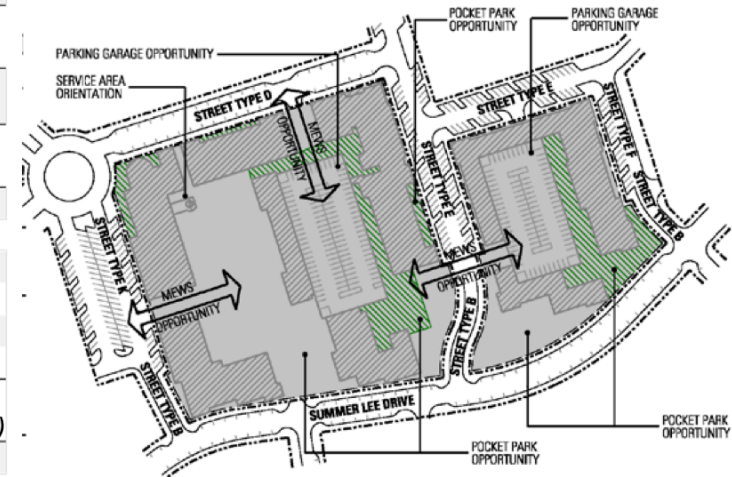 POCKET PARK
OPPORTUNITY
PARKING GARAGE
OPPORTUNITY
PARKING GARAGE OPPORTUNITY
SERVICE AREA
ORIENTATION
STREET TYPE D
STREET TYPE E
STREET TYPE F
MEWS
OPPORTUNITY
STREET TYPE E
STREET TYPE B
STREET TYPE K
MEWS
OPPORTUNITY
MEWS
OPPORTUNITY
STREET TYPE B
STREET TYPE B
SUMMER LEE DRIVE
POCKET PARK
OPPORTUNITY
POCKET PARK
OPPORTUNITY
)